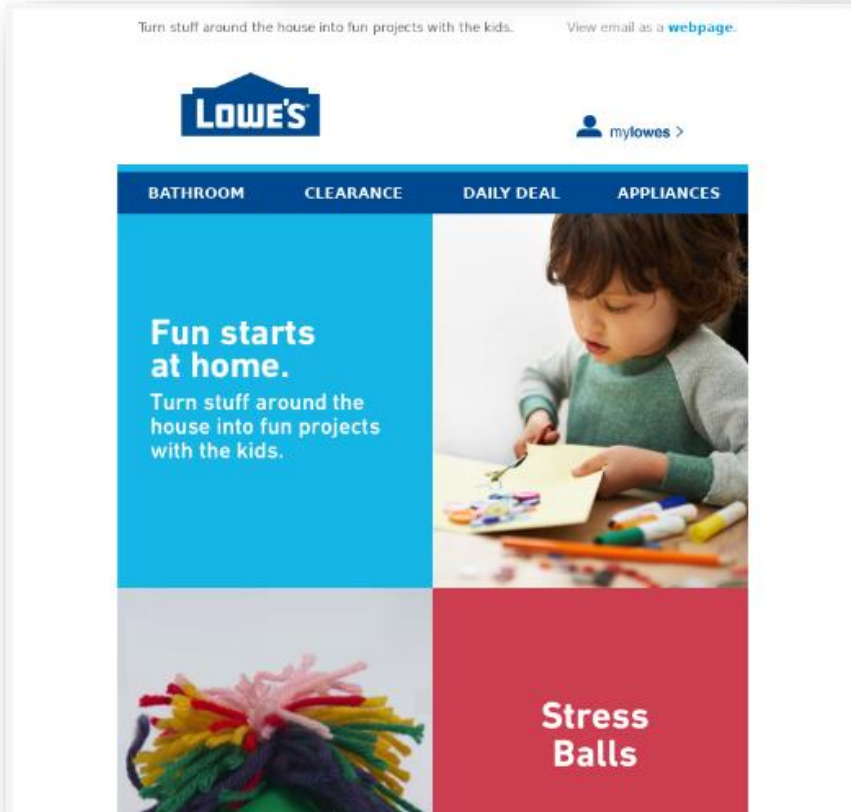 Turn stuff around the house into fun projects with the kids. View email as a webpage.
LOWE'S
mylowes >
BATHROOM CLEARANCE DAILY DEAL APPLIANCES
Fun starts
at home.
Turn stuff around the
house into fun projects
with the kids.
Stress
Balls